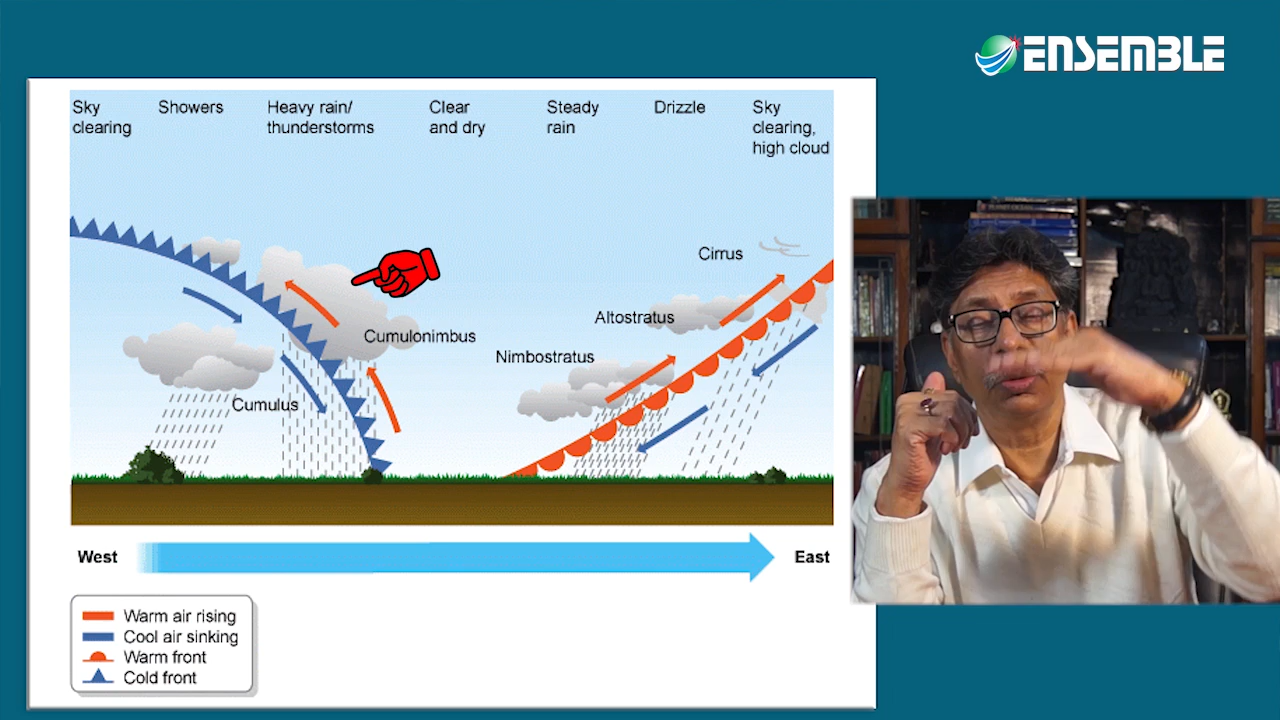 ENSEMBLE
Sky
clearing
Showers
Heavy rain/
thunderstorms
Clear
and dry
Steady
rain
Drizzle
Sky
clearing,
high cloud
Cirrus
Altostratus
Cumulonimbus
Nimbostratus
Cumulus
West
East
Warm air rising
Cool air sinking
Warm front
Cold front